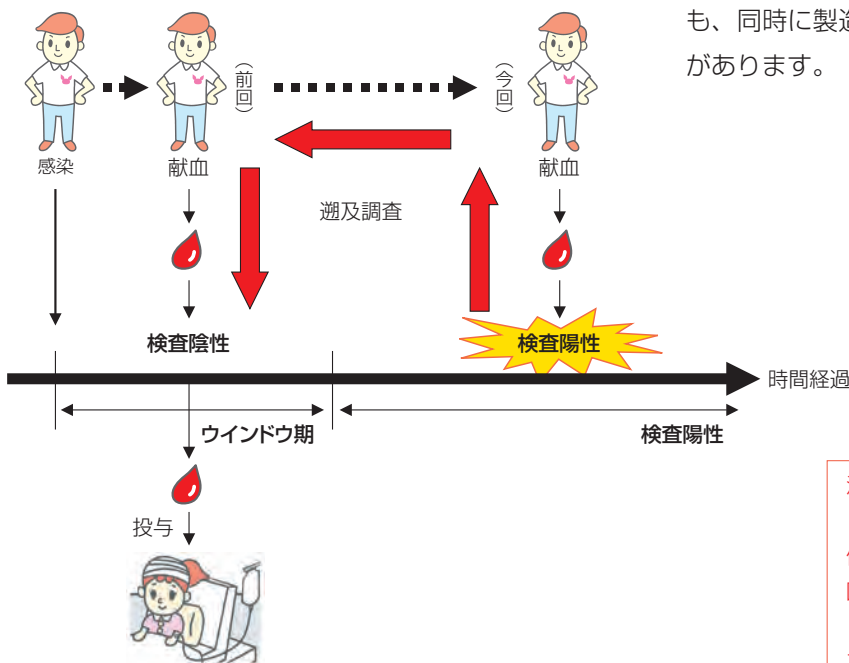 も、同時に製造
があります。
(前回)
(今回)
感染
献血
献血
遡及調査
検査陰性
検査陽性
時間経過
ウインドウ期
検査陽性
投与